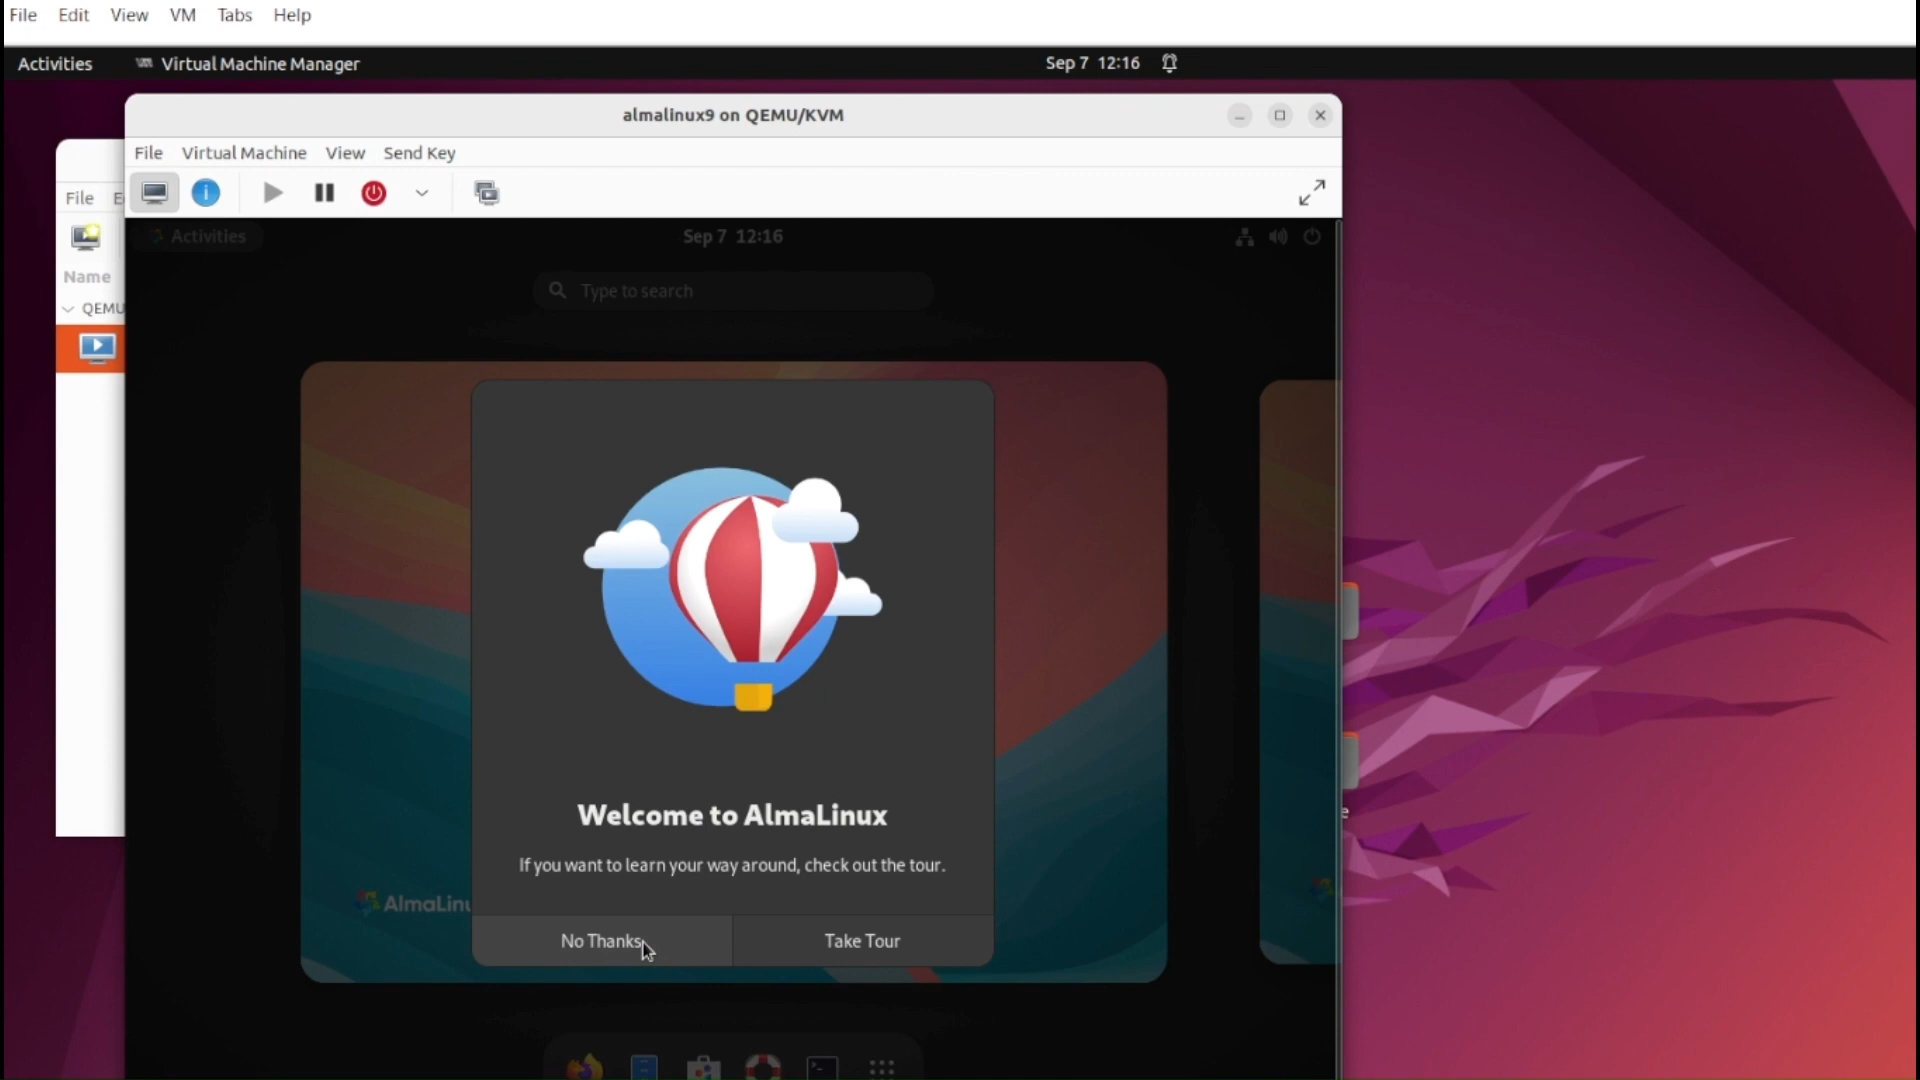 File Edit View VM Tabs Help
Activities Virtual Machine Manager Sep 7 12:16
almalinux9 on QEMU/KVM
File Virtual Machine View Send Key
File
Activities Sep 7 12:16
Type to search
Name
QEMU
Welcome to AlmaLinux
If you want to learn your way around, check out the tour.
AlmaLinu
No Thanks Take Tour